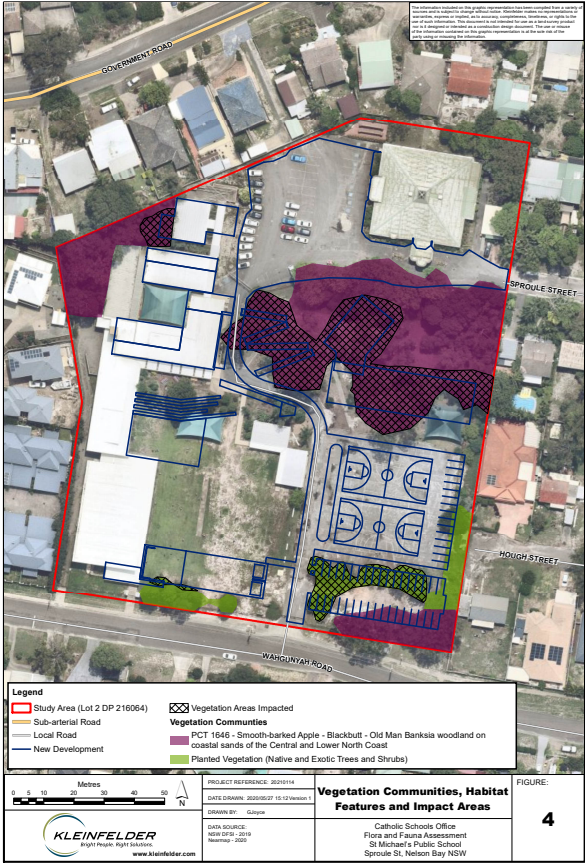 The information included on this graphic representation has been compiled from a variety of
sources and is subject to change without notice. Kleinfelder makes no representations or
warranties, express or implied, as to accuracy, completeness, timeliness, or rights to the
use of such information. This document is not intended for use as a land survey product
nor is it designed or intended as a construction design document. The use or misuse
of the information contained on this graphic representation is at the sole risk of the
party using or misusing the information.
GOVERNMENT ROAD
SPROULE STREET
HOUGH STREET
WAHGUNYAH ROAD
Legend
Study Area (Lot 2 DP 216064)
Sub-arterial Road
Local Road
New Development
Vegetation Areas Impacted
Vegetation Communities
PCT 1646 - Smooth-barked Apple - Blackbutt - Old Man Banksia woodland on
coastal sands of the Central and Lower North Coast
Planted Vegetation (Native and Exotic Trees and Shrubs)
Metres
0 5 10 20 30 40 50
N
KLEINFELDER
Bright People. Right Solutions.
www.kleinfelder.com
PROJECT REFERENCE: 20210114
DATE DRAWN: 2020/05/27 15:12 Version 1
DRAWN BY: GJoyce
DATA SOURCE:
NSW DFSI - 2019
Nearmap - 2020
Vegetation Communities, Habitat
Features and Impact Areas
Catholic Schools Office
Flora and Fauna Assessment
St Michael's Public School
Sproule St, Nelson Bay NSW
FIGURE:
4